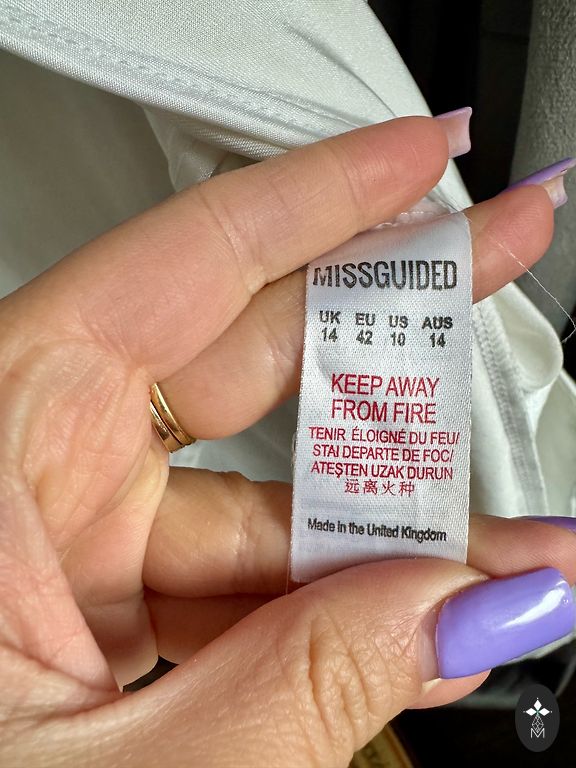 MISSGUIDED
UK EU US AUS
14 42 10 14
KEEP AWAY
FROM FIRE
TENIR ÉLOIGNÉ DU FEU/
STAI DEPARTE DE FOC/
ATEŞTEN UZAK DURUN
远离火种
Made in the United Kingdom